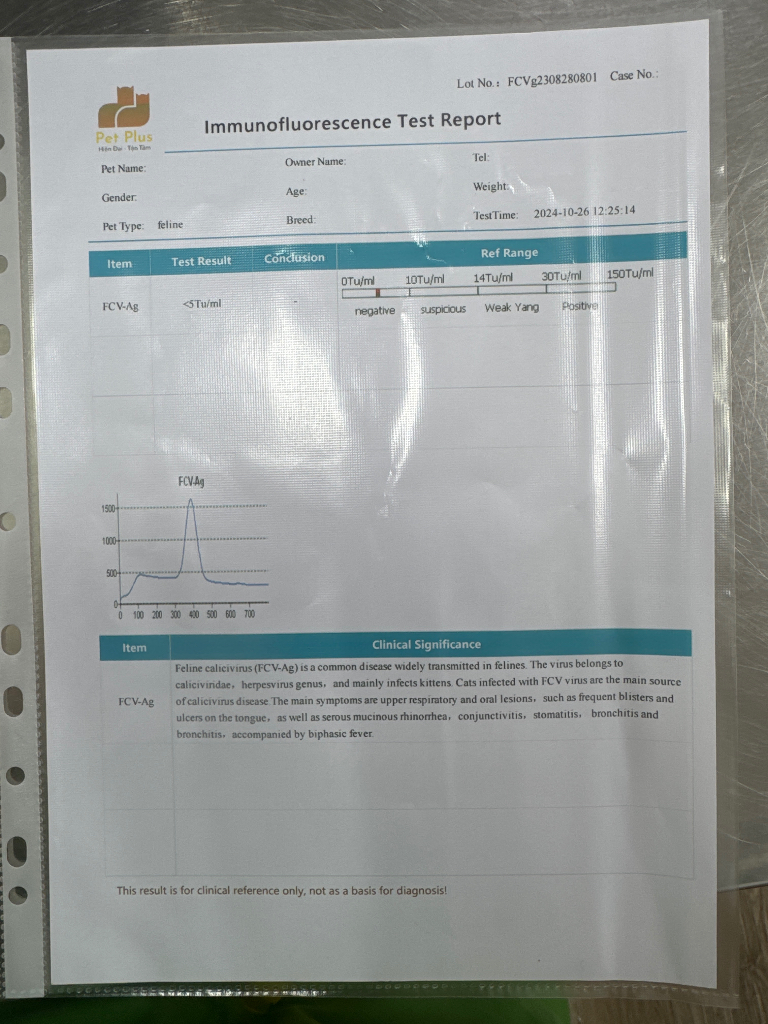 Lot No.: FCVg2308280801 Case No.:
Pet Plus
Hiện Đại - Tận Tâm
Immunofluorescence Test Report
Pet Name: Owner Name: Tel:
Gender: Age: Weight:
Pet Type: feline Breed: TestTime: 2024-10-26 12:25:14
Item Test Result Conclusion Ref Range
0Tu/ml 10Tu/ml 14Tu/ml 30Tu/ml 150Tu/ml
FCV-Ag <5Tu/ml -
negative suspicious Weak Yang Positive
FCV-Ag
1500
1000
500
0
0 100 200 300 400 500 600 700
Item Clinical Significance
FCV-Ag
Feline calicivirus (FCV-Ag) is a common disease widely transmitted in felines. The virus belongs to
caliciviridae, herpesvirus genus, and mainly infects kittens. Cats infected with FCV virus are the main source
of calicivirus disease.The main symptoms are upper respiratory and oral lesions, such as frequent blisters and
ulcers on the tongue, as well as serous mucinous rhinorrhea, conjunctivitis, stomatitis, bronchitis and
bronchitis, accompanied by biphasic fever.
This result is for clinical reference only, not as a basis for diagnosis!